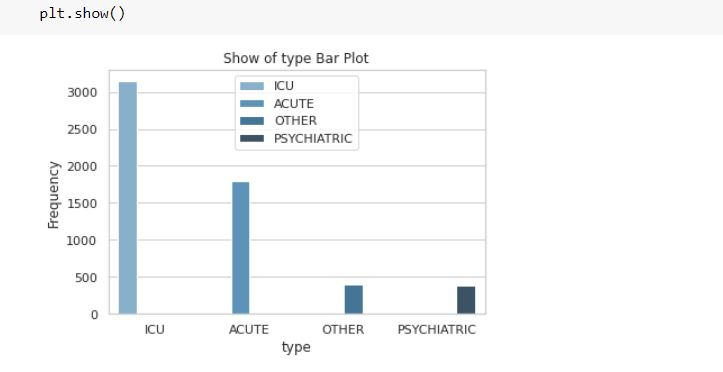 plt.show()
Show of type Bar Plot
ICU
ACUTE
OTHER
PSYCHIATRIC
3000
2500
2000
1500
1000
500
0
Frequency
ICU ACUTE OTHER PSYCHIATRIC
type